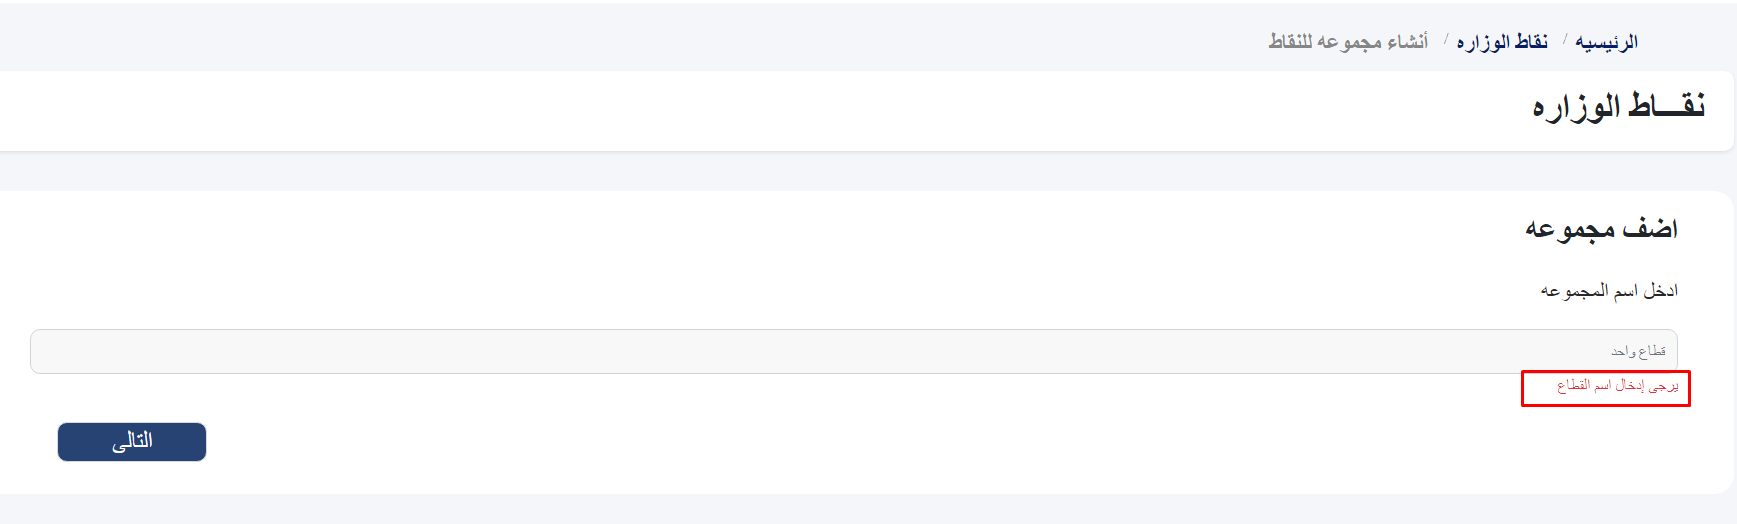 الرئيسيه / نقاط الوزاره / أنشاء مجموعه للنقاط
نقـــاط الوزاره
اضف مجموعه
ادخل اسم المجموعه
قطاع واحد
يرجى إدخال اسم القطاع
التالى